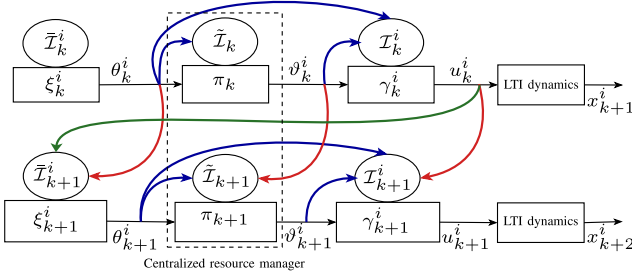 $\bar{\mathcal{I}}_k^i$ $\tilde{\mathcal{I}}_k^i$ $\mathcal{I}_k^i$
$\xi_k^i$ $\theta_k^i$ $\pi_k$ $\vartheta_k^i$ $\gamma_k^i$ $u_k^i$ LTI dynamics $x_{k+1}^i$
$\bar{\mathcal{I}}_{k+1}^i$ $\tilde{\mathcal{I}}_{k+1}^i$ $\mathcal{I}_{k+1}^i$
$\xi_{k+1}^i$ $\theta_{k+1}^i$ $\pi_{k+1}$ $\vartheta_{k+1}^i$ $\gamma_{k+1}^i$ $u_{k+1}^i$ LTI dynamics $x_{k+2}^i$
Centralized resource manager